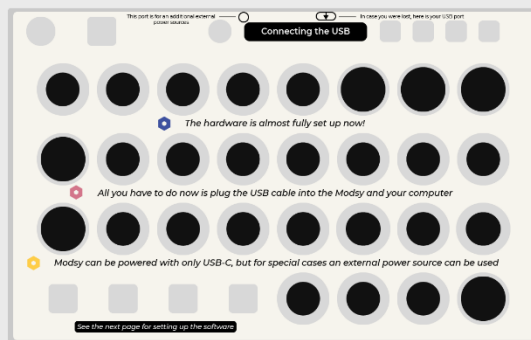 This port is for an additional external
power sources
In case you were lost, here is your USB port
Connecting the USB
The hardware is almost fully set up now!
All you have to do now is plug the USB cable into the Modsy and your computer
Modsy can be powered with only USB-C, but for special cases an external power source can be used
See the next page for setting up the software